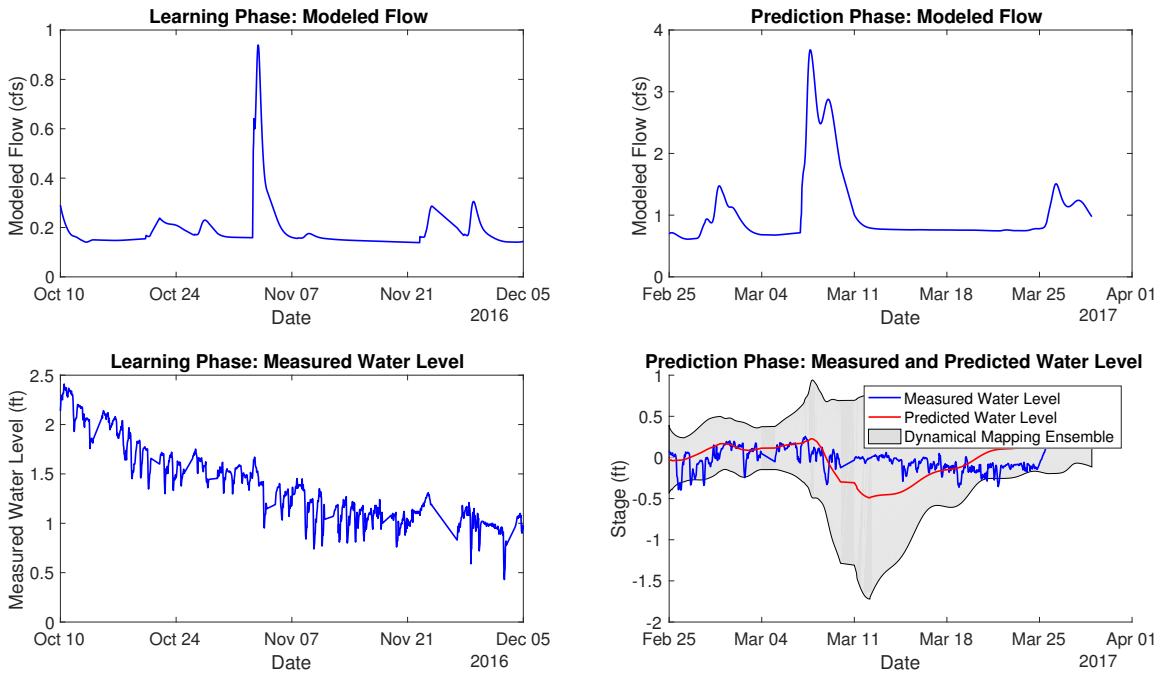 Learning Phase: Modeled Flow
Modeled Flow (cfs)
1
0.8
0.6
0.4
0.2
0
Oct 10 Oct 24 Nov 07 Nov 21 Dec 05
Date
2016
Prediction Phase: Modeled Flow
Modeled Flow (cfs)
4
3
2
1
0
Feb 25 Mar 04 Mar 11 Mar 18 Mar 25 Apr 01
Date
2017
Learning Phase: Measured Water Level
Measured Water Level (ft)
2.5
2
1.5
1
0.5
0
Oct 10 Oct 24 Nov 07 Nov 21 Dec 05
Date
2016
Prediction Phase: Measured and Predicted Water Level
Stage (ft)
1
0.5
0
-0.5
-1
-1.5
-2
Measured Water Level
Predicted Water Level
Dynamical Mapping Ensemble
Feb 25 Mar 04 Mar 11 Mar 18 Mar 25 Apr 01
Date
2017